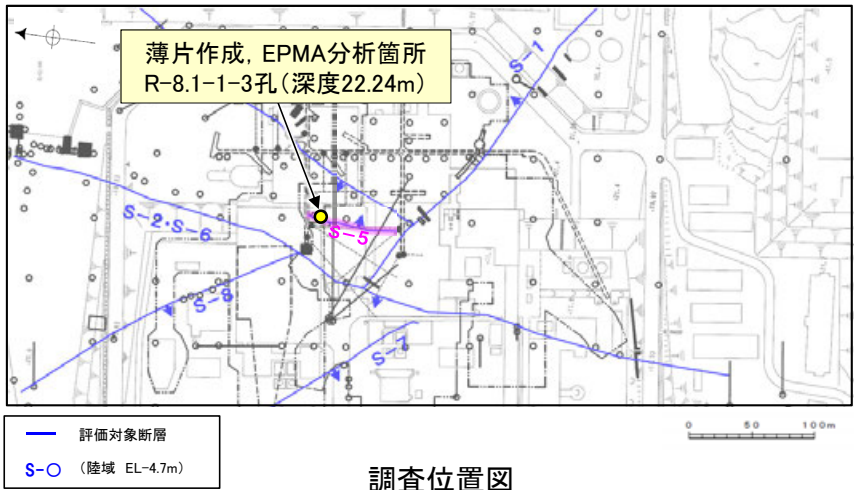 薄片作成，EPMA分析箇所
R-8.1-1-3孔（深度22.24m）
S-1
S-2・S-6
S-5
S-8
S-7
評価対象断層
S-○ （陸域 EL-4.7m）
0 50 100m
調査位置図